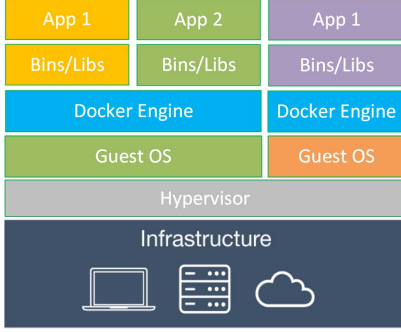 App 1 App 2 App 1
Bins/Libs Bins/Libs Bins/Libs
Docker Engine Docker Engine
Guest OS Guest OS
Hypervisor
Infrastructure